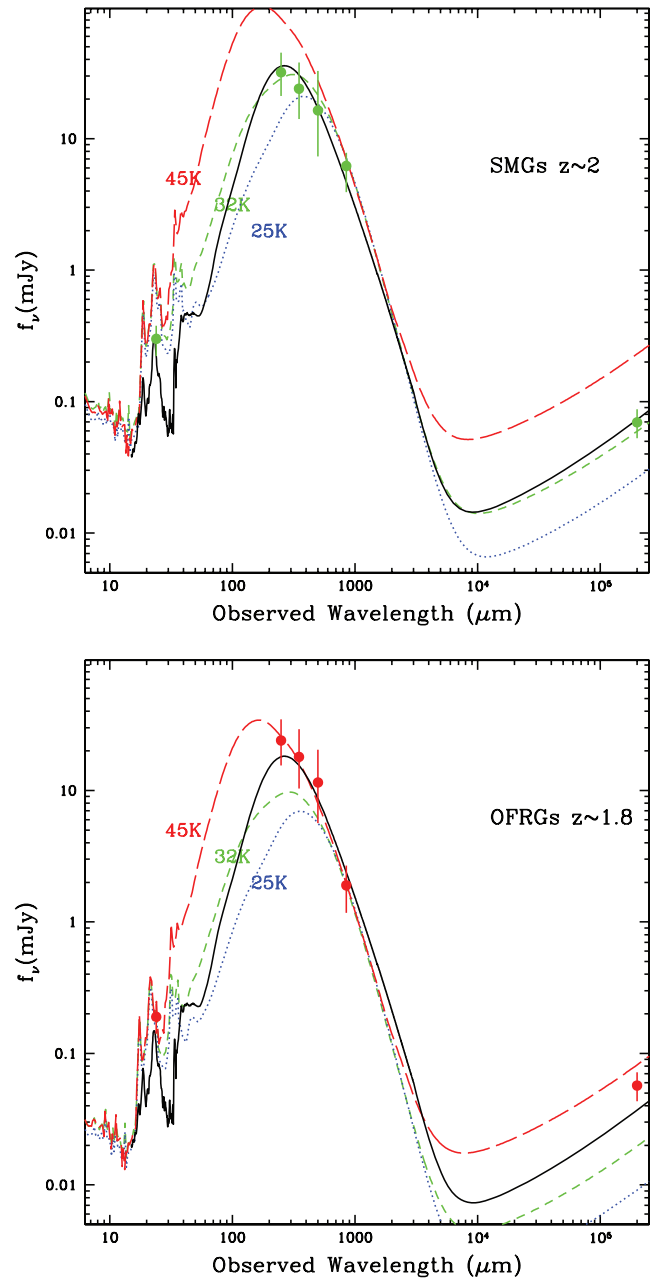 10
1
0.1
0.01
f_ν(mJy)
45K
32K
25K
SMGs z~2
10
100
1000
10⁴
10⁵
Observed Wavelength (μm)
10
1
0.1
0.01
f_ν(mJy)
45K
32K
25K
OFRGs z~1.8
10
100
1000
10⁴
10⁵
Observed Wavelength (μm)